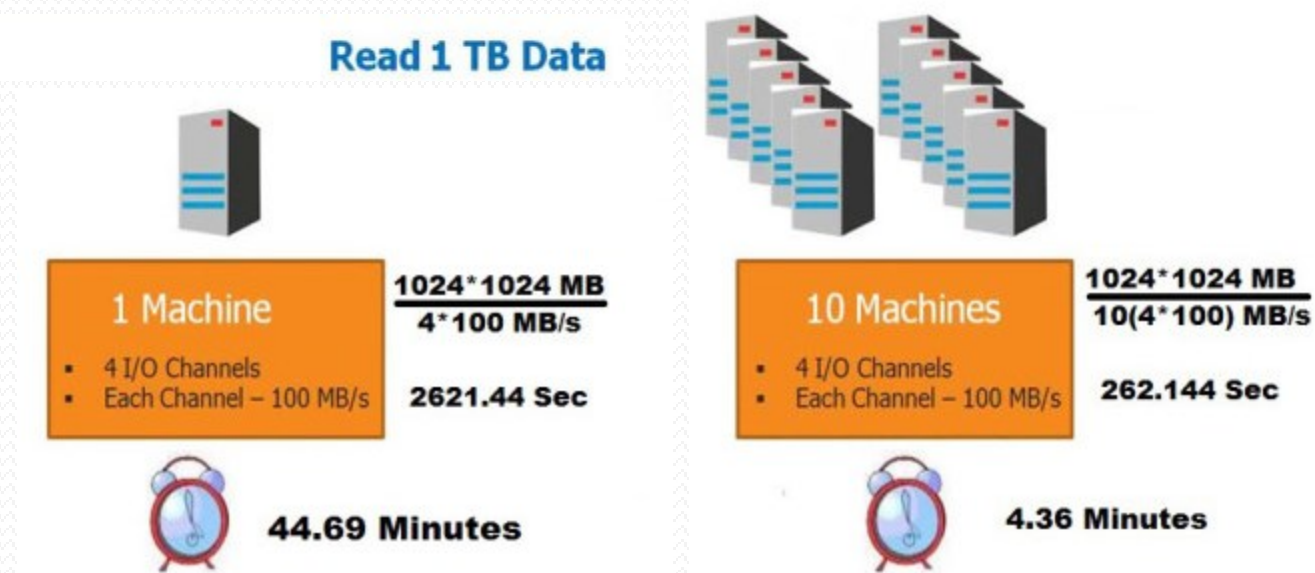 Read 1 TB Data
1 Machine
▪ 4 I/O Channels
▪ Each Channel – 100 MB/s
1024*1024 MB
4*100 MB/s
2621.44 Sec
44.69 Minutes
10 Machines
▪ 4 I/O Channels
▪ Each Channel – 100 MB/s
1024*1024 MB
10(4*100) MB/s
262.144 Sec
4.36 Minutes